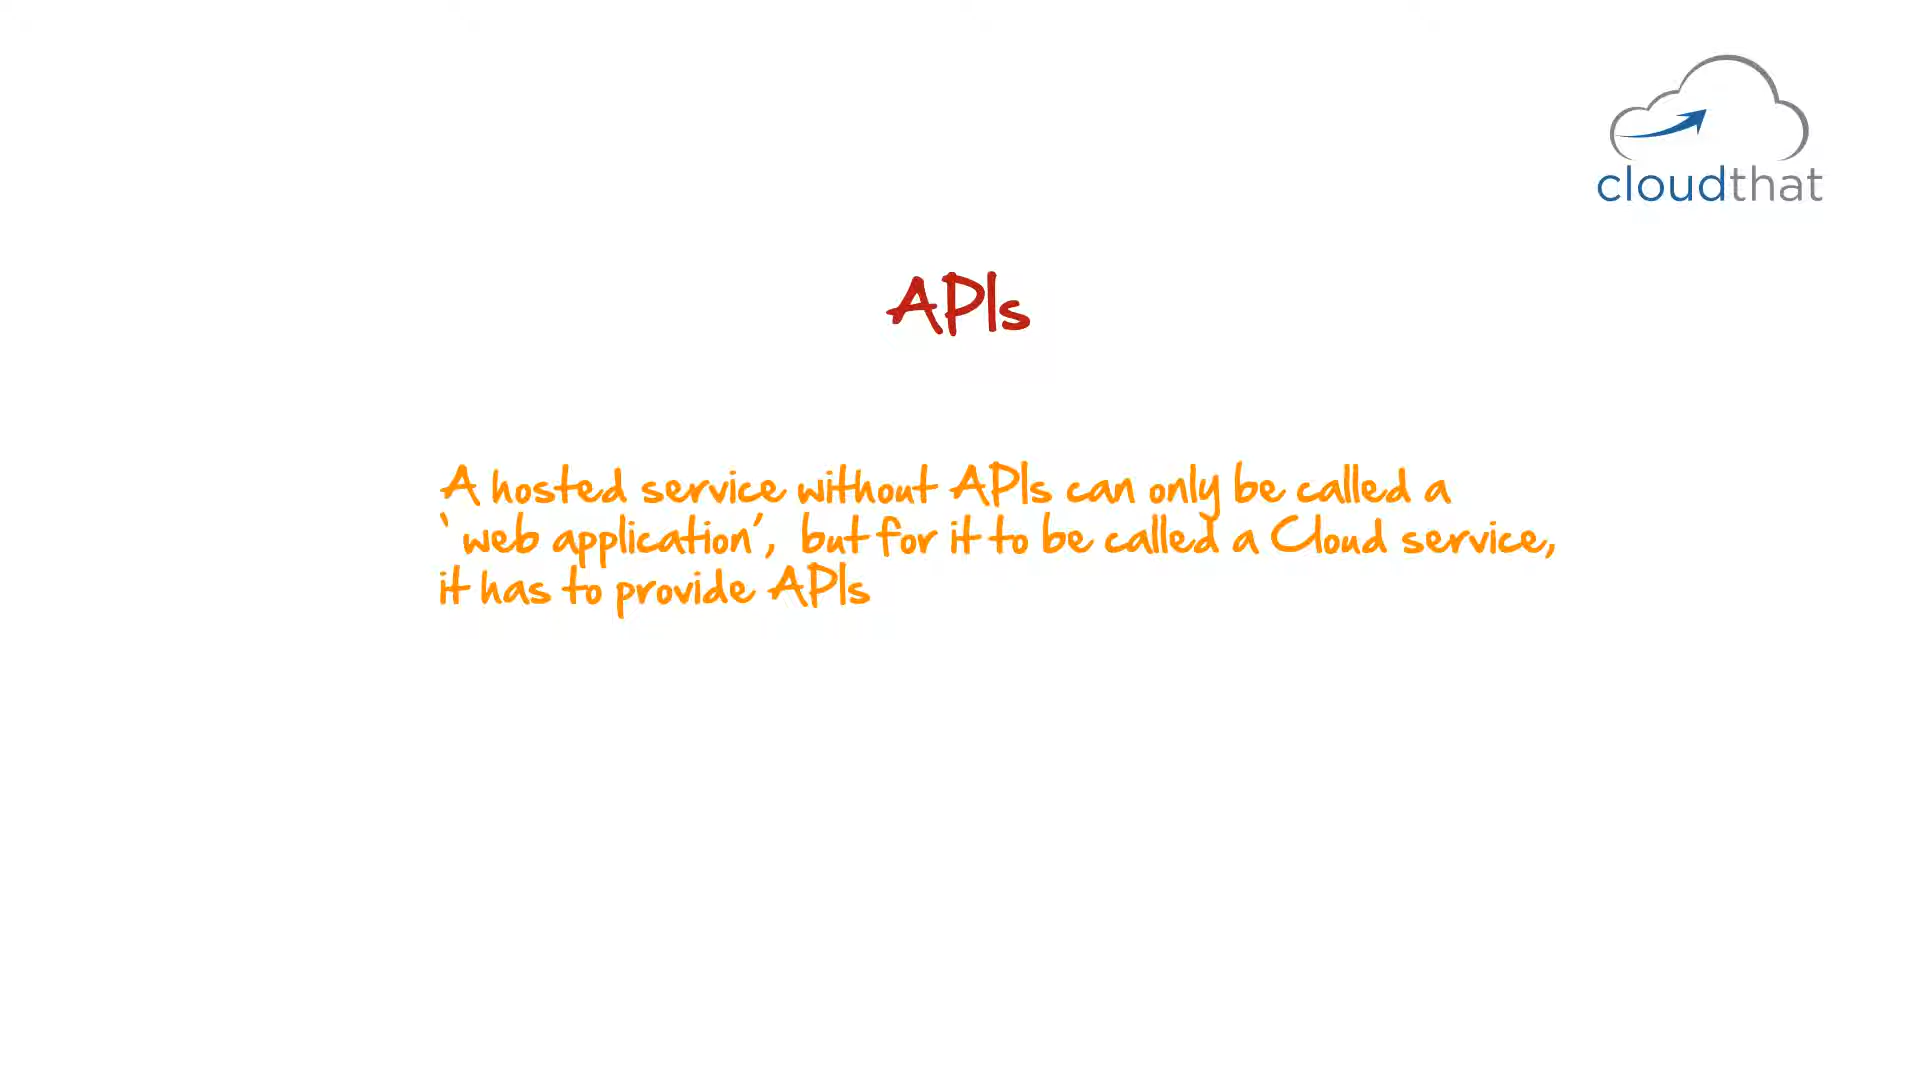 cloudthat
APIs
A hosted service without APIs can only be called a
‘web application’, but for it to be called a Cloud service,
it has to provide APIs